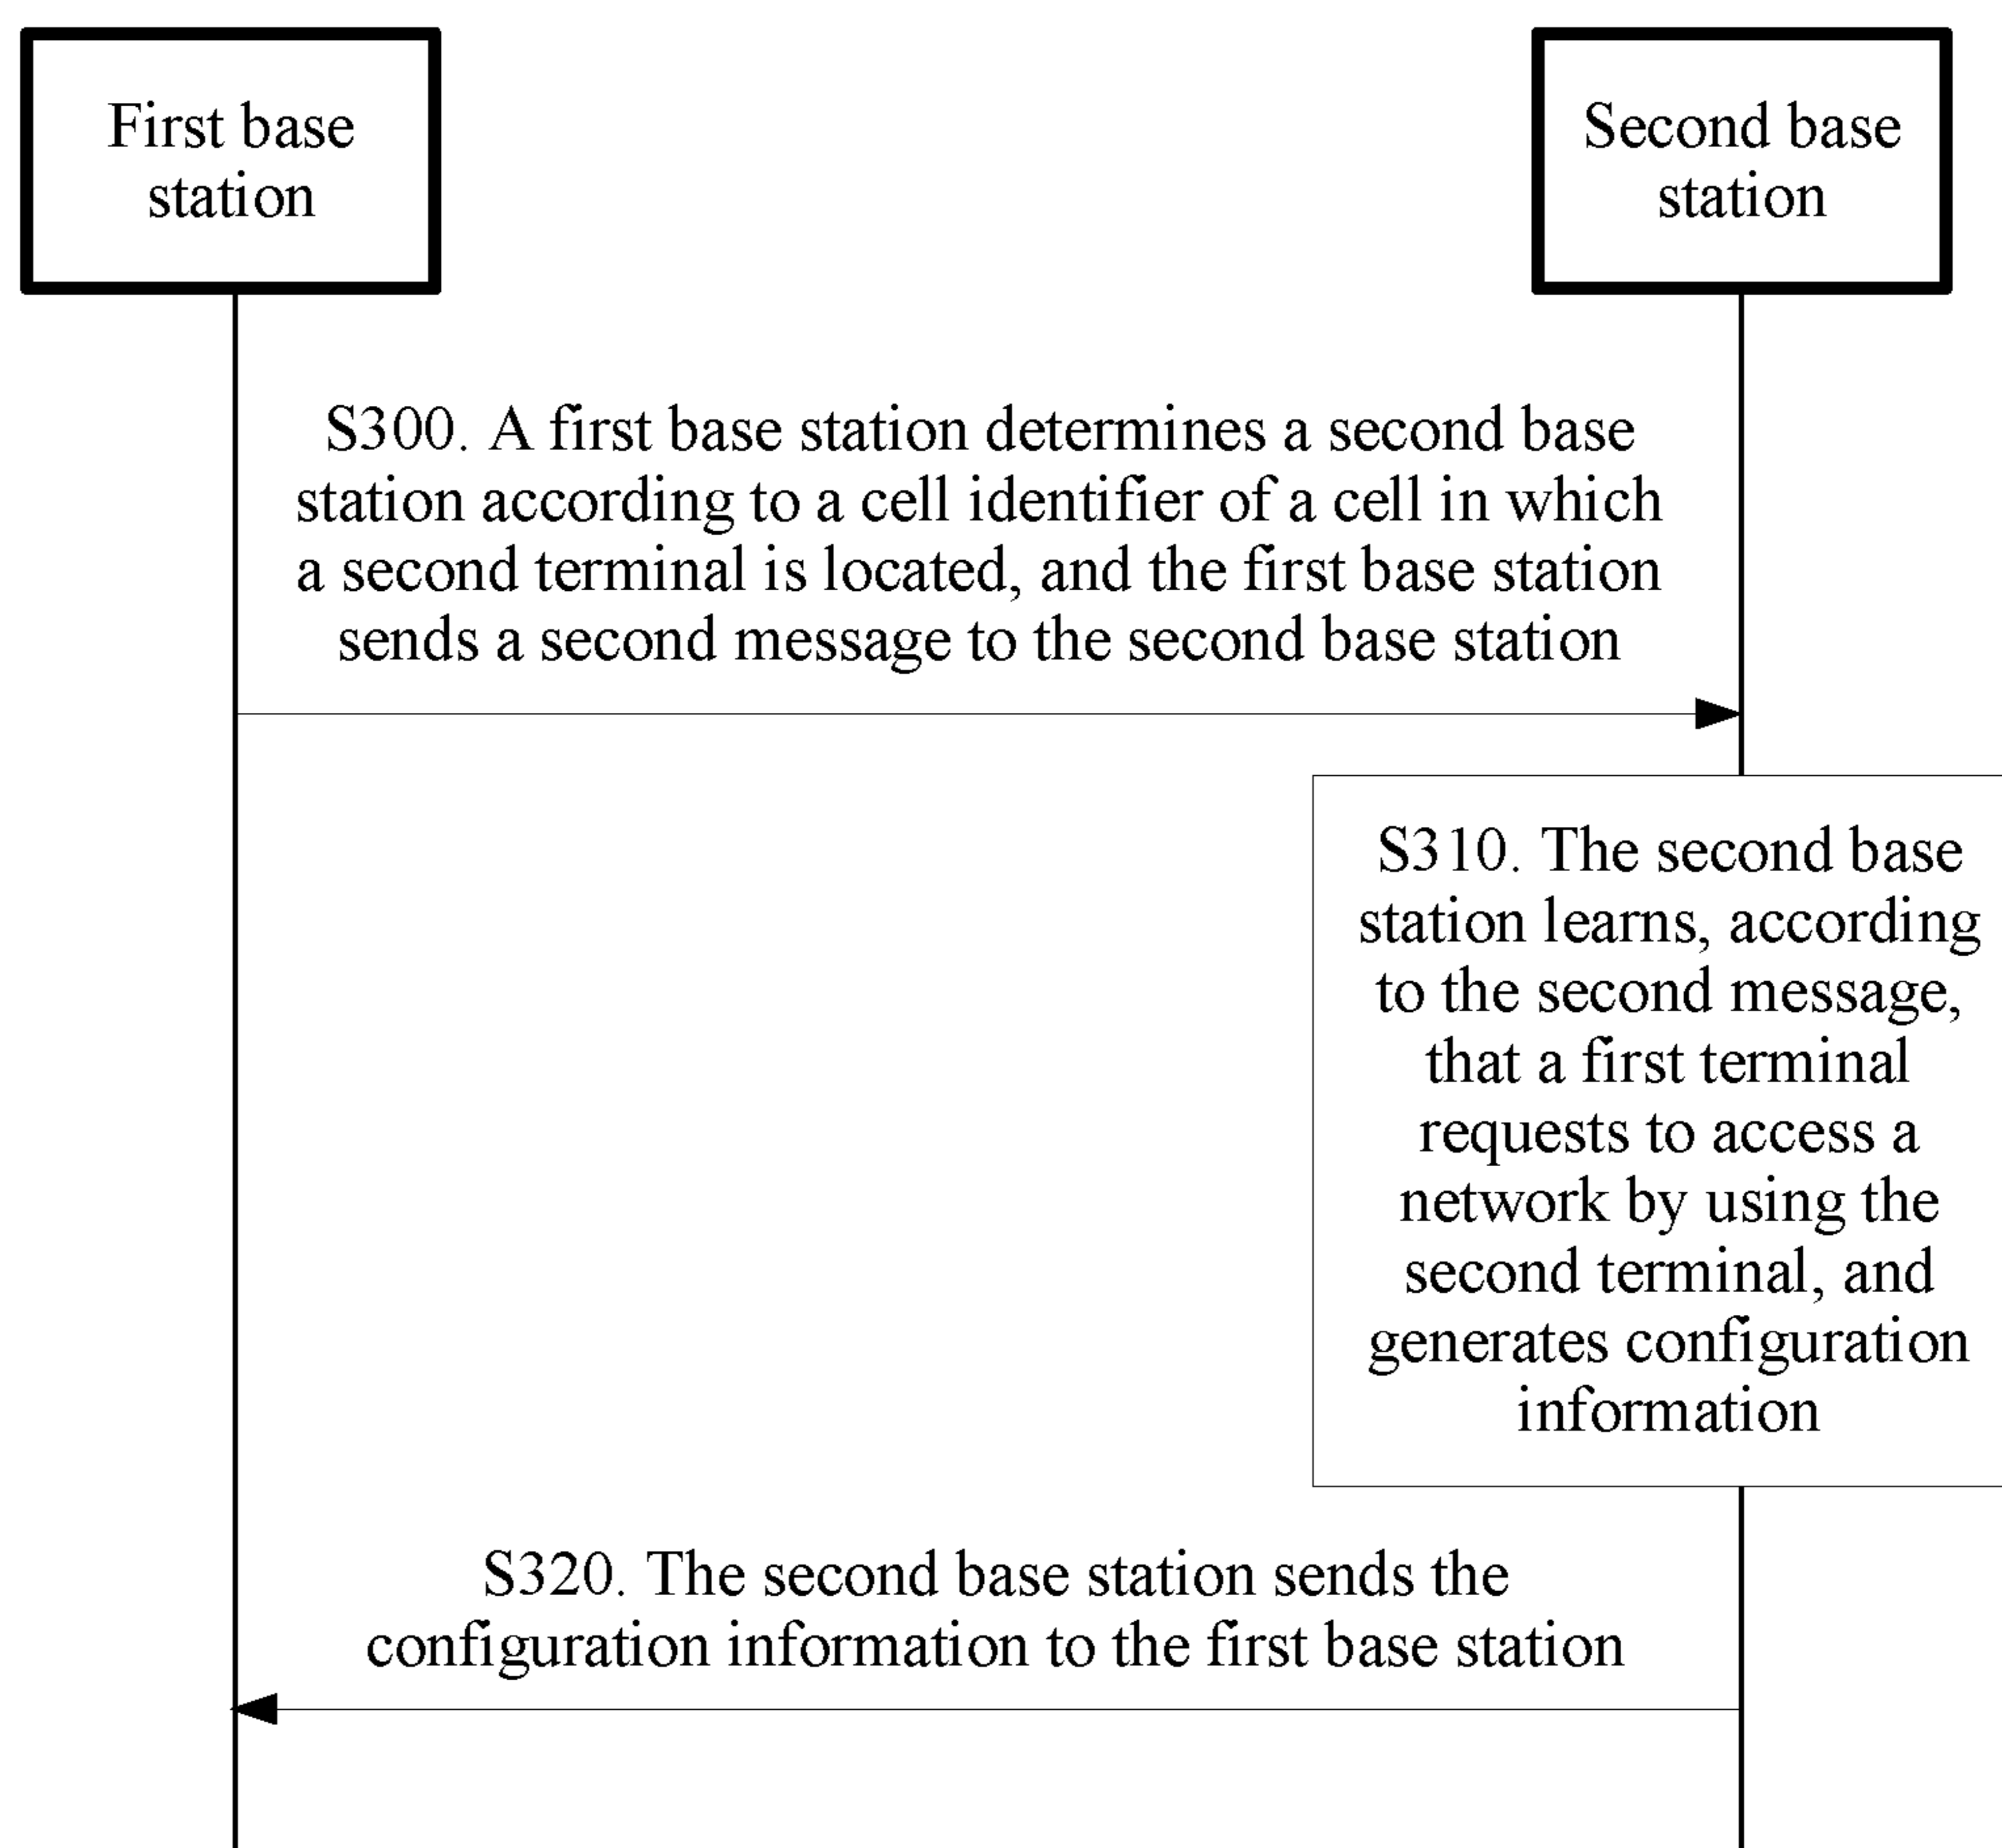 First base
station
Second base
station
S300. A first base station determines a second base
station according to a cell identifier of a cell in which
a second terminal is located, and the first base station
sends a second message to the second base station
S310. The second base
station learns, according
to the second message,
that a first terminal
requests to access a
network by using the
second terminal, and
generates configuration
information
S320. The second base station sends the
configuration information to the first base station